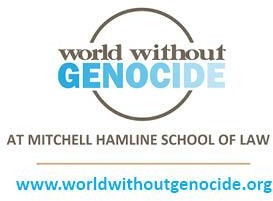 world without
GENOCIDE
AT MITCHELL HAMLINE SCHOOL OF LAW
www.worldwithoutgenocide.org